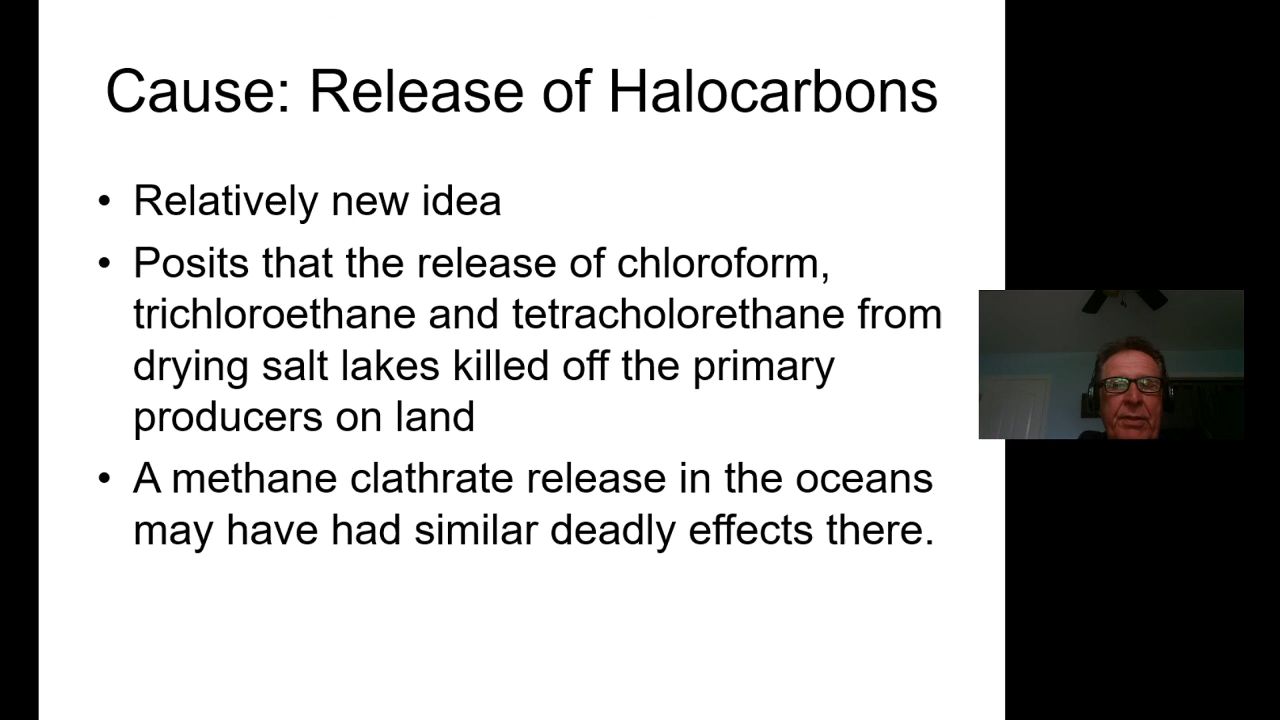 Cause: Release of Halocarbons
• Relatively new idea
• Posits that the release of chloroform,
trichloroethane and tetracholorethane from
drying salt lakes killed off the primary
producers on land
• A methane clathrate release in the oceans
may have had similar deadly effects there.